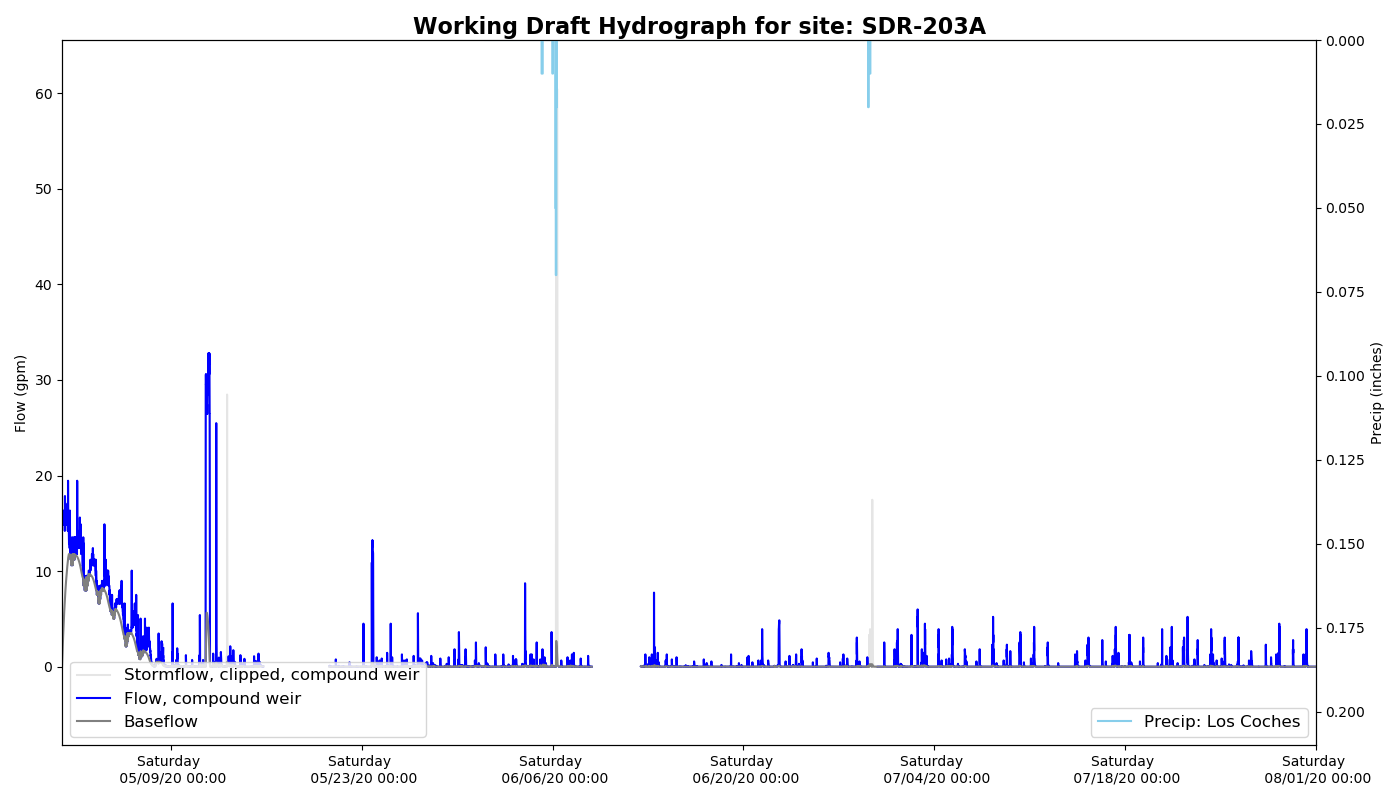 Working Draft Hydrograph for site: SDR-203A
60
50
40
30
20
10
0
Flow (gpm)
0.000
0.025
0.050
0.075
0.100
0.125
0.150
0.175
0.200
Precip (inches)
Stormflow, clipped, compound weir
Flow, compound weir
Baseflow
Precip: Los Coches
Saturday
05/09/20 00:00
Saturday
05/23/20 00:00
Saturday
06/06/20 00:00
Saturday
06/20/20 00:00
Saturday
07/04/20 00:00
Saturday
07/18/20 00:00
Saturday
08/01/20 00:00